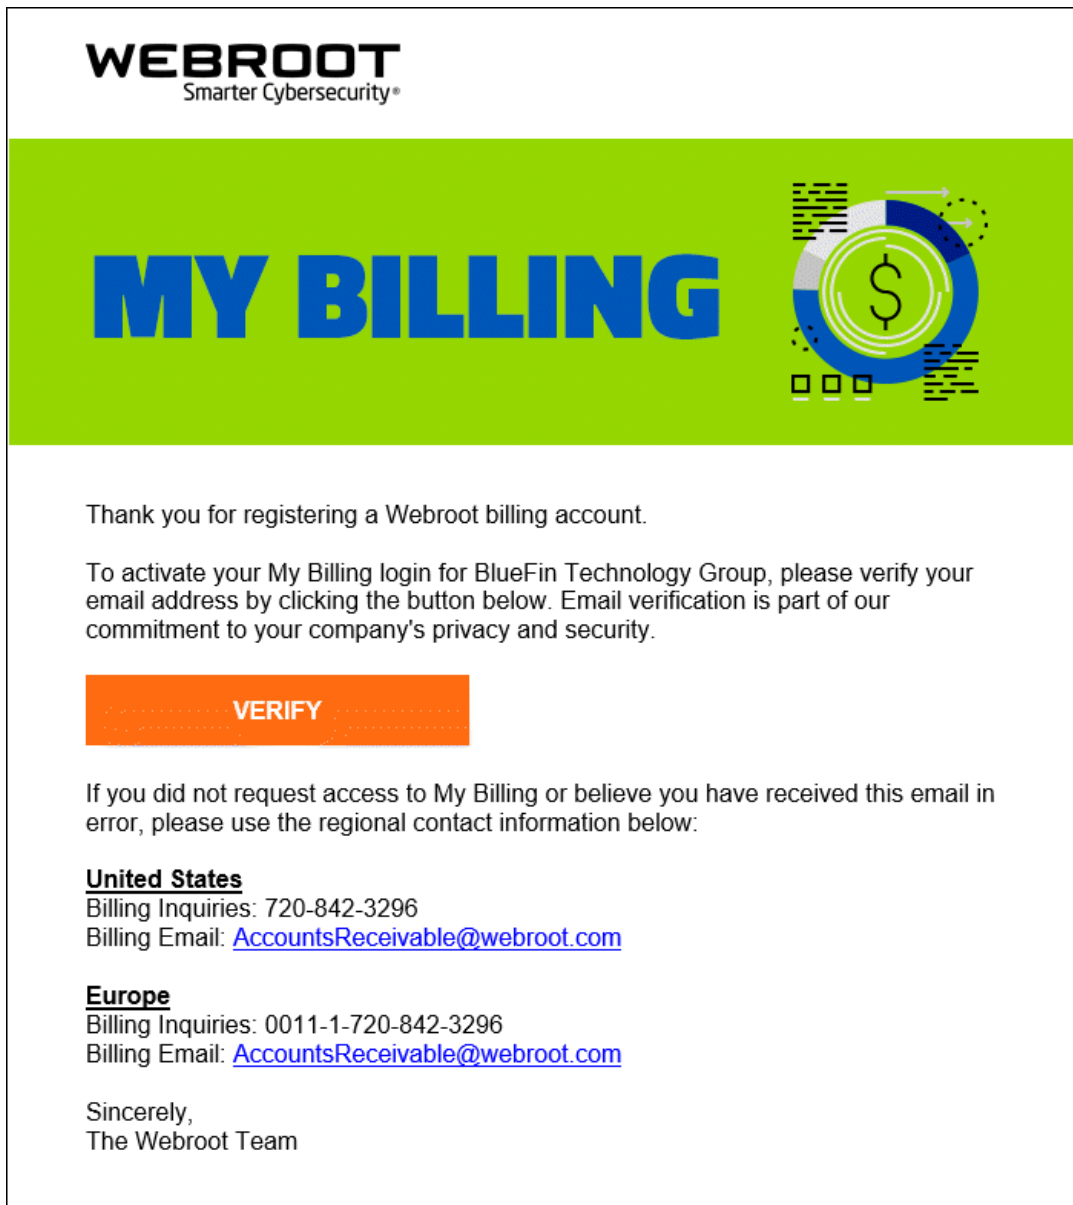 WEBROOT
Smarter Cybersecurity®
MY BILLING
$
Thank you for registering a Webroot billing account.
To activate your My Billing login for BlueFin Technology Group, please verify your
email address by clicking the button below. Email verification is part of our
commitment to your company's privacy and security.
VERIFY
If you did not request access to My Billing or believe you have received this email in
error, please use the regional contact information below:
United States
Billing Inquiries: 720-842-3296
Billing Email: AccountsReceivable@webroot.com
Europe
Billing Inquiries: 0011-1-720-842-3296
Billing Email: AccountsReceivable@webroot.com
Sincerely,
The Webroot Team